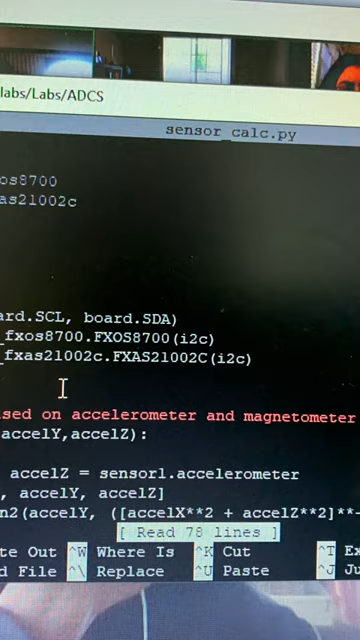 labs/Labs/ADCS
sensor_calc.py
os8700
as21002c
ard.SCL, board.SDA)
_fxos8700.FXOS8700(i2c)
_fxas21002c.FXAS21002C(i2c)
ased on accelerometer and magnetometer
accelY,accelZ):
accelZ = sensor1.accelerometer
, accelY, accelZ]
n2(accelY, ([accelX**2 + accelZ**2]**
[ Read 78 lines ]
te Out ^W Where Is ^K Cut ^T Ex
d File ^\ Replace ^U Paste ^J Ju